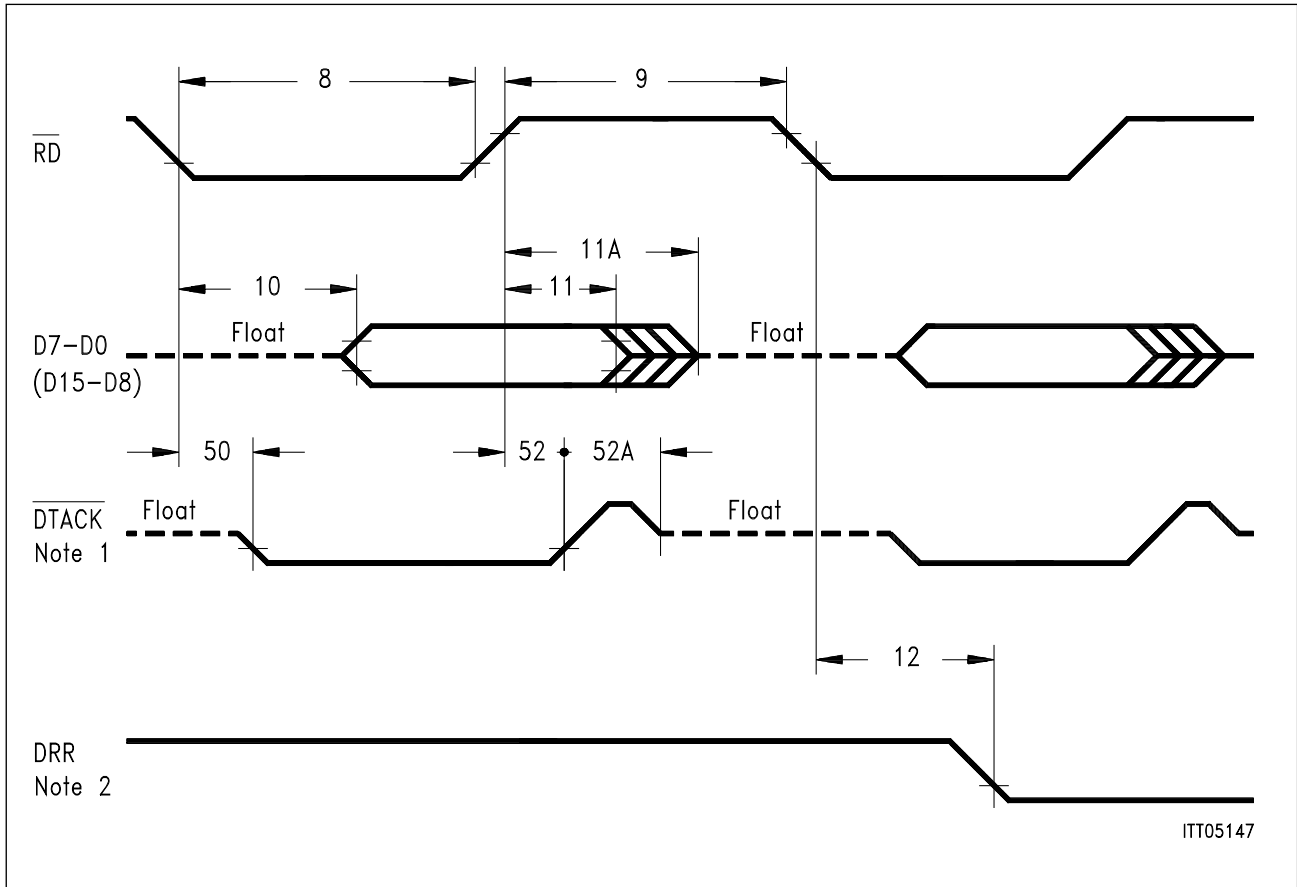 8
9
RD
11A
10
11
Float
Float
D7-D0
(D15-D8)
50
52
52A
DTACK
Float
Float
Note 1
12
DRR
Note 2
ITT05147